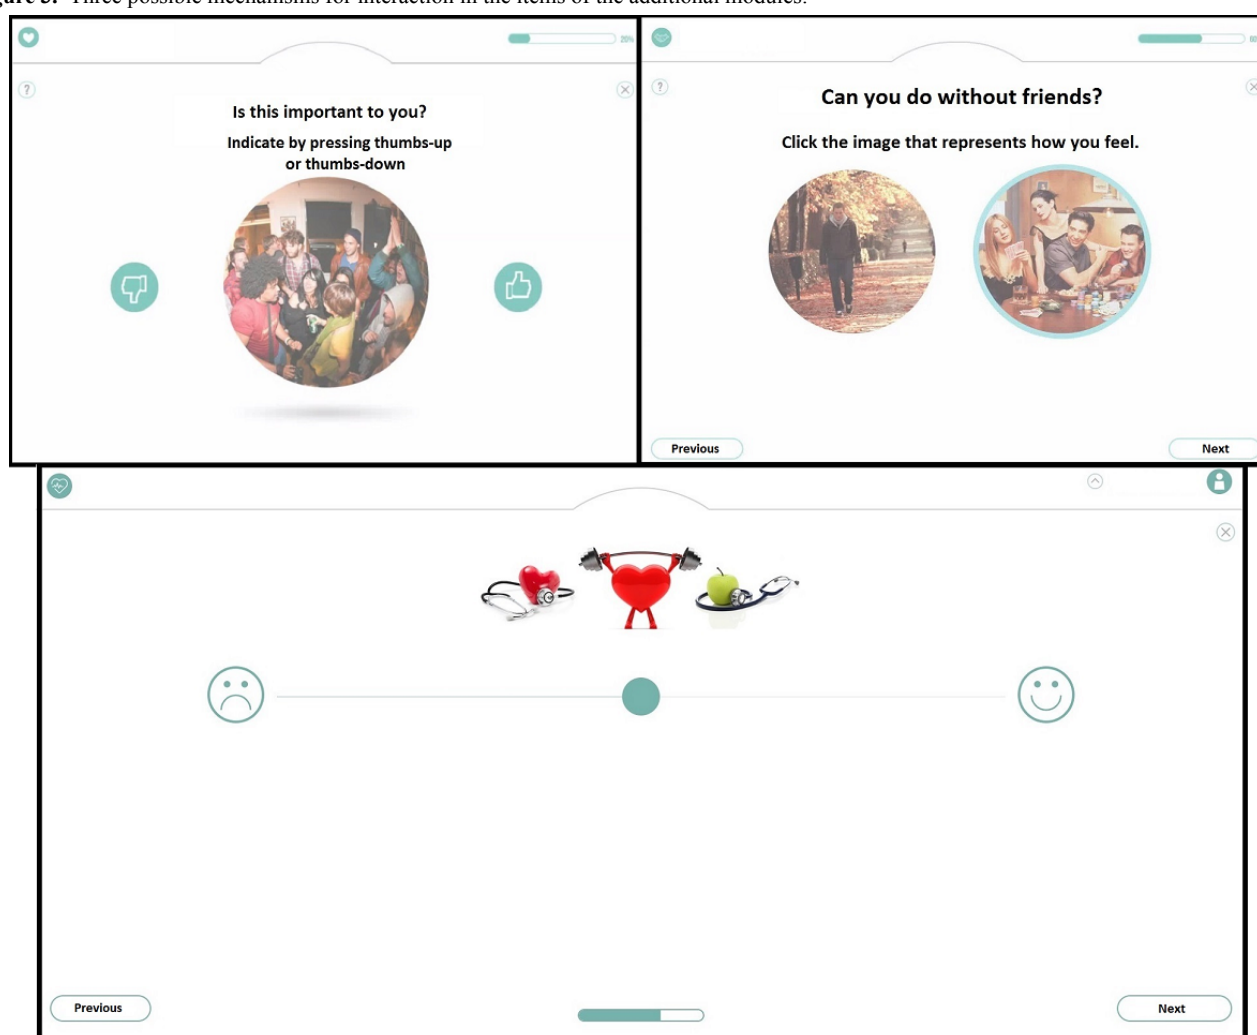 Three possible mechanisms for interaction in the items of the additional modules.
20%
?
Is this important to you?
Indicate by pressing thumbs-up
or thumbs-down
?
Can you do without friends?
Click the image that represents how you feel.
Previous
Next
Previous
Next